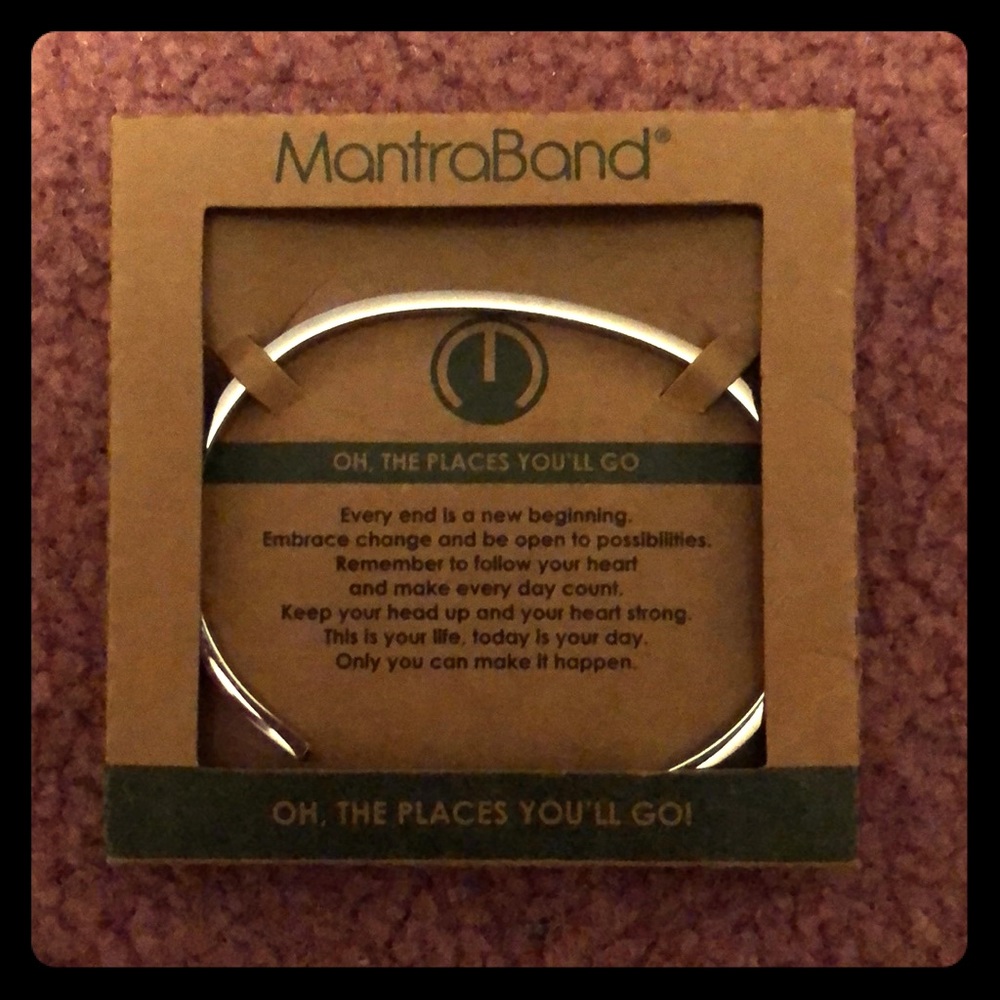 MantraBand®
OH, THE PLACES YOU'LL GO
Every end is a new beginning.
Embrace change and be open to possibilities.
Remember to follow your heart
and make every day count.
Keep your head up and your heart strong.
This is your life, today is your day.
Only you can make it happen.
OH, THE PLACES YOU'LL GO!